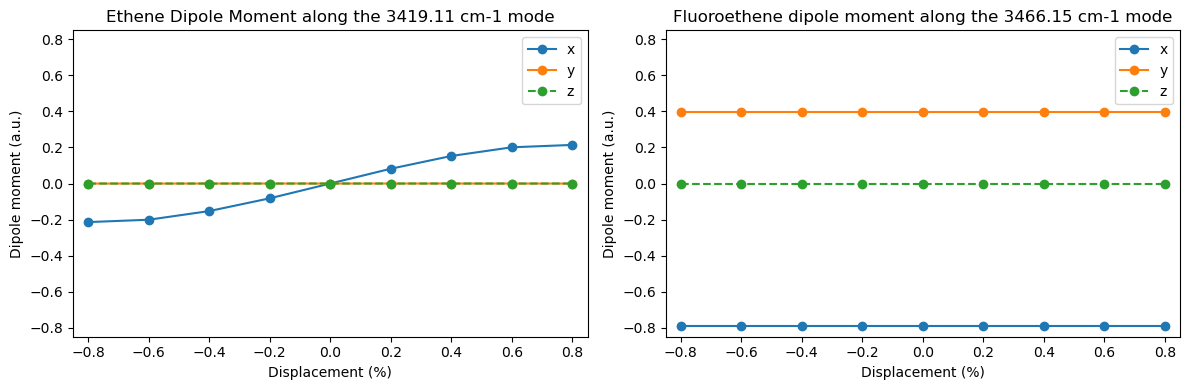 Ethene Dipole Moment along the 3419.11 cm-1 mode
0.8
0.6
0.4
0.2
0.0
−0.2
−0.4
−0.6
−0.8
Dipole moment (a.u.)
x
y
z
−0.8 −0.6 −0.4 −0.2 0.0 0.2 0.4 0.6 0.8
Displacement (%)
Fluoroethene dipole moment along the 3466.15 cm-1 mode
0.8
0.6
0.4
0.2
0.0
−0.2
−0.4
−0.6
−0.8
Dipole moment (a.u.)
x
y
z
−0.8 −0.6 −0.4 −0.2 0.0 0.2 0.4 0.6 0.8
Displacement (%)